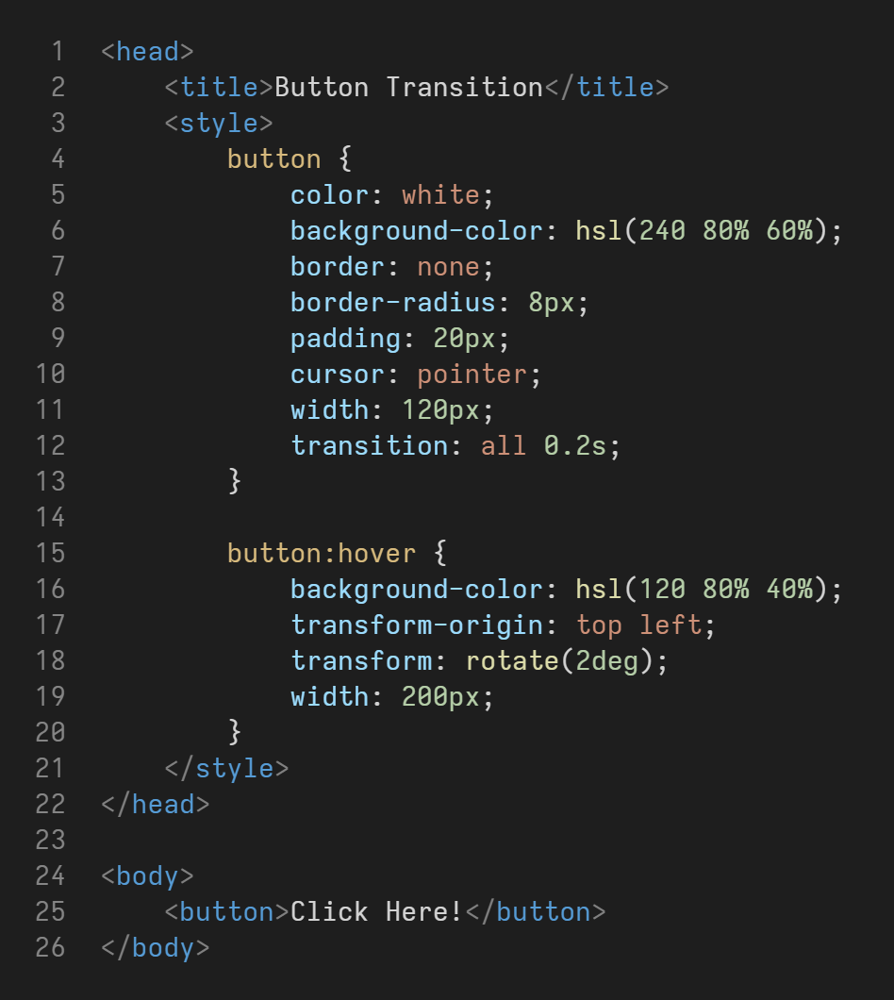 1 <head>
2     <title>Button Transition</title>
3     <style>
4         button {
5             color: white;
6             background-color: hsl(240 80% 60%);
7             border: none;
8             border-radius: 8px;
9             padding: 20px;
10             cursor: pointer;
11             width: 120px;
12             transition: all 0.2s;
13         }
14
15         button:hover {
16             background-color: hsl(120 80% 40%);
17             transform-origin: top left;
18             transform: rotate(2deg);
19             width: 200px;
20         }
21     </style>
22 </head>
23
24 <body>
25     <button>Click Here!</button>
26 </body>